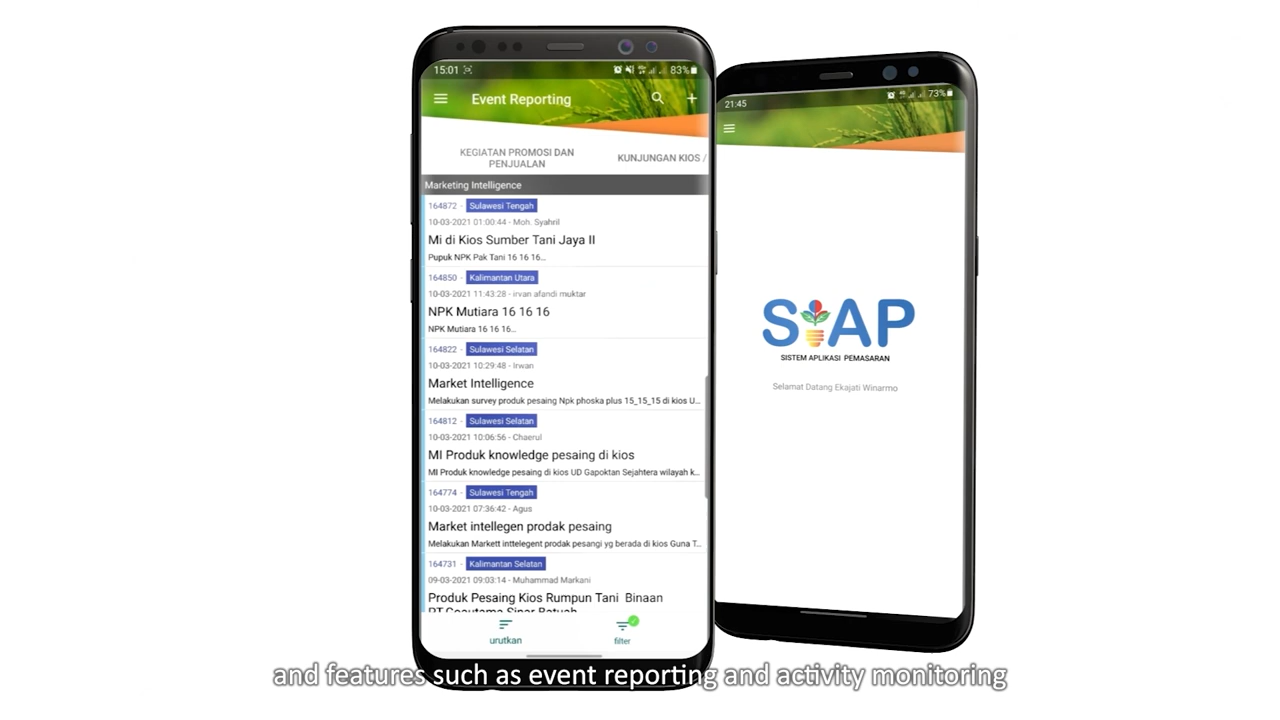 15:01
83%
Event Reporting
KEGIATAN PROMOSI DAN
PENJUALAN
KUNJUNGAN KIOS /
Marketing Intelligence
164872 - Sulawesi Tengah
10-03-2021 01:00:44 - Moh. Syahril
Mi di Kios Sumber Tani Jaya II
Pupuk NPK Pak Tani 16 16 16...
164850 - Kalimantan Utara
10-03-2021 11:43:28 - irvan afandi muktar
NPK Mutiara 16 16 16
NPK Mutiara 16 16 16...
164822 - Sulawesi Selatan
10-03-2021 10:29:48 - Irwan
Market Intelligence
Melakukan survey produk pesaing Npk phoska plus 15_15_15 di kios U...
164812 - Sulawesi Selatan
10-03-2021 10:06:56 - Chaerul
MI Produk knowledge pesaing di kios
MI Produk knowledge pesaing di kios UD Gapoktan Sejahtera wilayah k...
164774 - Sulawesi Tengah
10-03-2021 07:36:42 - Agus
Market intellegen prodak pesaing
Melakukan Markett inttelegent prodak pesangi yg berada di kios Guna T...
164731 - Kalimantan Selatan
09-03-2021 09:03:14 - Muhammad Markani
Produk Pesaing Kios Rumpun Tani Binaan
urutkan
filter
21:45
73%
SIAP
SISTEM APLIKASI PEMASARAN
Selamat Datang Ekajati Winarmo
and features such as event reporting and activity monitoring